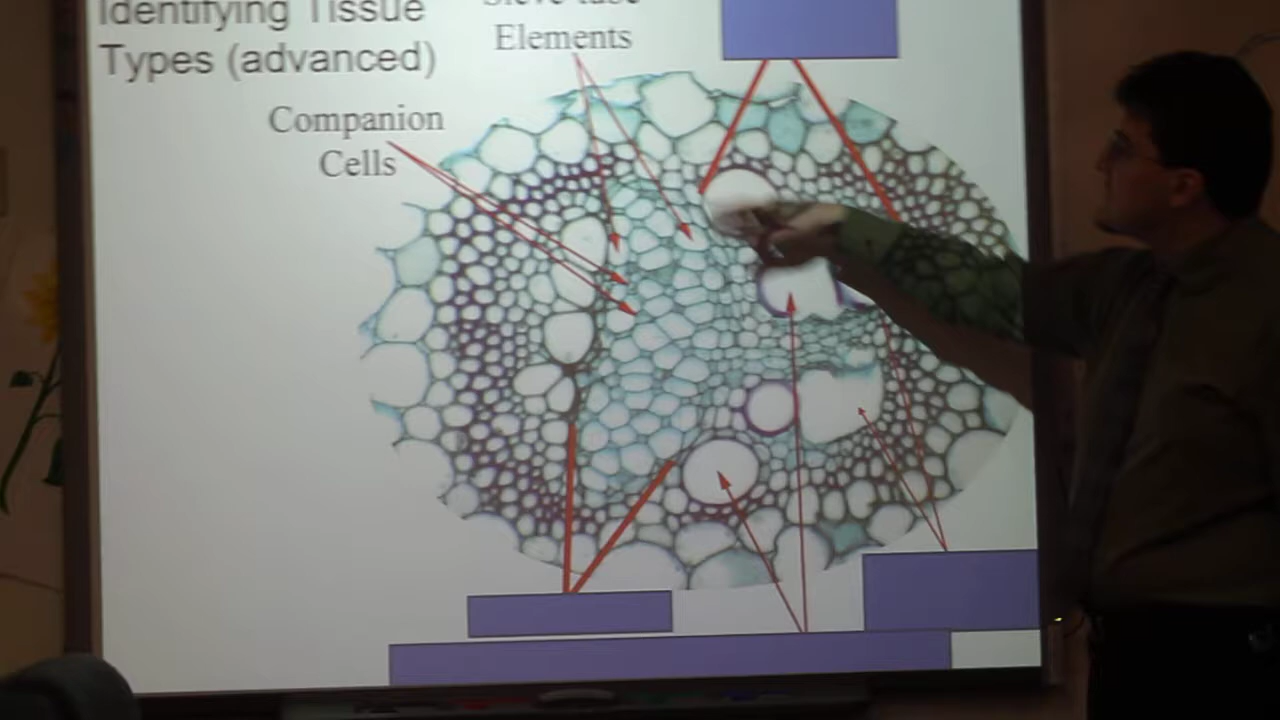 Identifying Tissue
Types (advanced)
Sieve tube
Elements
Companion
Cells